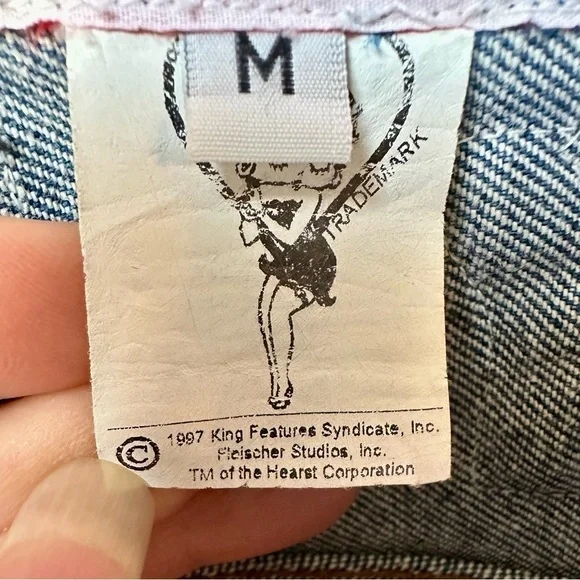 M
TRADEMARK
© 1997 King Features Syndicate, Inc.
Fleischer Studios, Inc.
TM of the Hearst Corporation